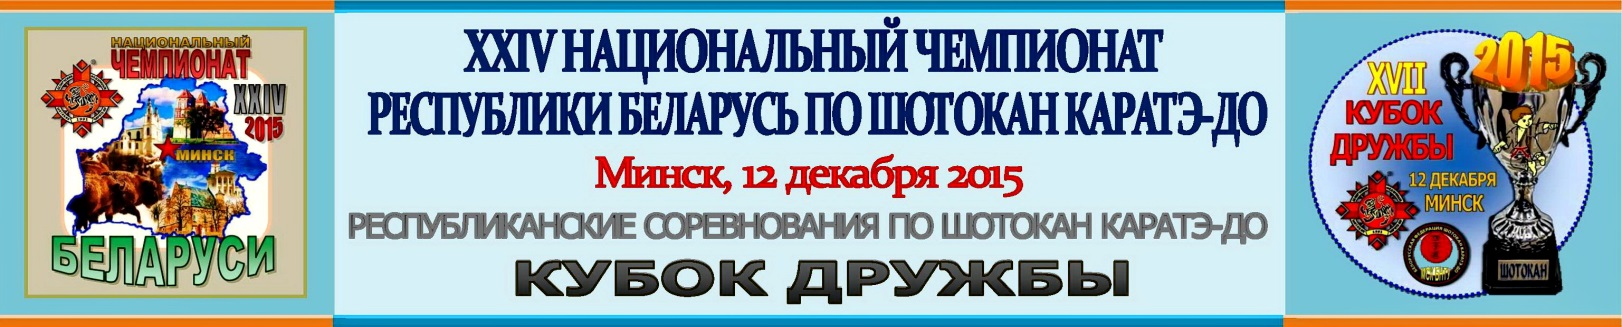 НАЦИОНАЛЬНЫЙ
ЧЕМПИОНАТ
XXIV
2015
МИНСК
БЕЛАРУСИ
XXIV НАЦИОНАЛЬНЫЙ ЧЕМПИОНАТ
РЕСПУБЛИКИ БЕЛАРУСЬ ПО ШОТОКАН КАРАТЭ-ДО
Минск, 12 декабря 2015
РЕСПУБЛИКАНСКИЕ СОРЕВНОВАНИЯ ПО ШОТОКАН КАРАТЭ-ДО
КУБОК ДРУЖБЫ
2015
XVII
КУБОК
ДРУЖБЫ
12 ДЕКАБРЯ
МИНСК
ШОТОКАН